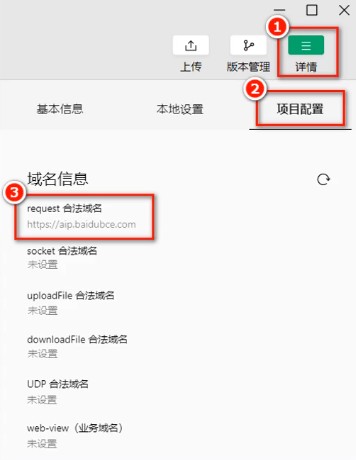 1
上传
版本管理
详情
2
基本信息
本地设置
项目配置
域名信息
3
request 合法域名
https://aip.baidubce.com
socket 合法域名
未设置
uploadFile 合法域名
未设置
downloadFile 合法域名
未设置
UDP 合法域名
未设置
web-view（业务域名）
未设置